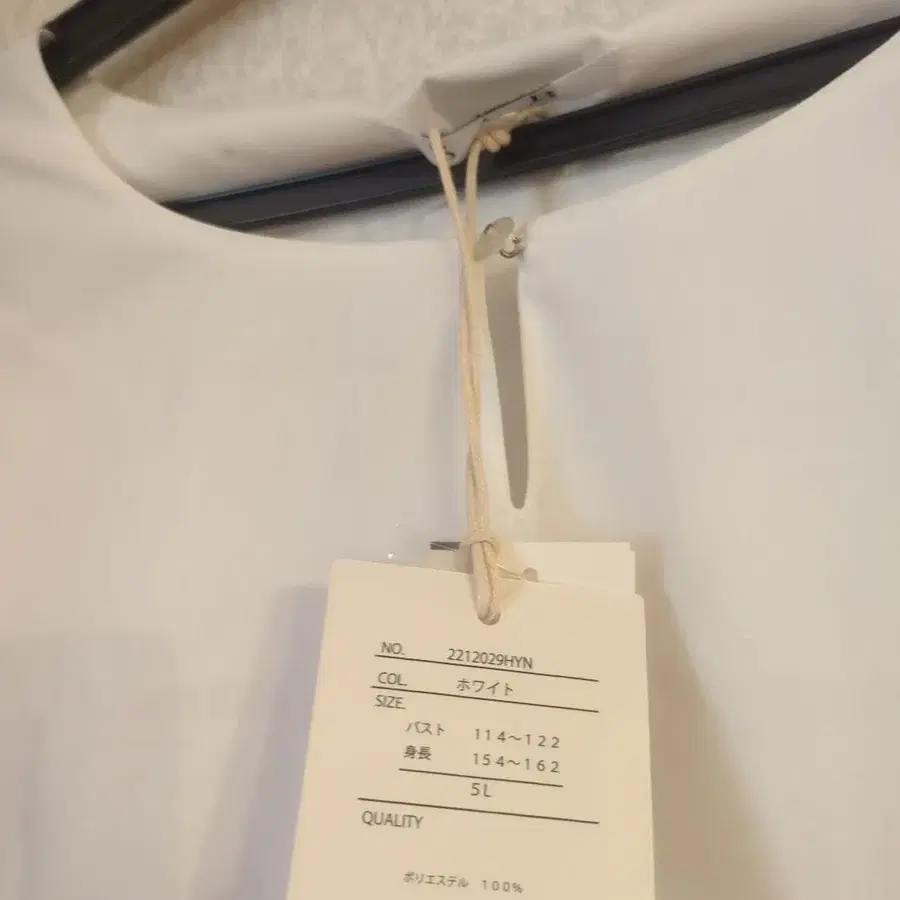 NO. 2212029HYN
COL. ホワイト
SIZE.
バスト 114～122
身長 154～162
5L
QUALITY
ポリエステル 100%